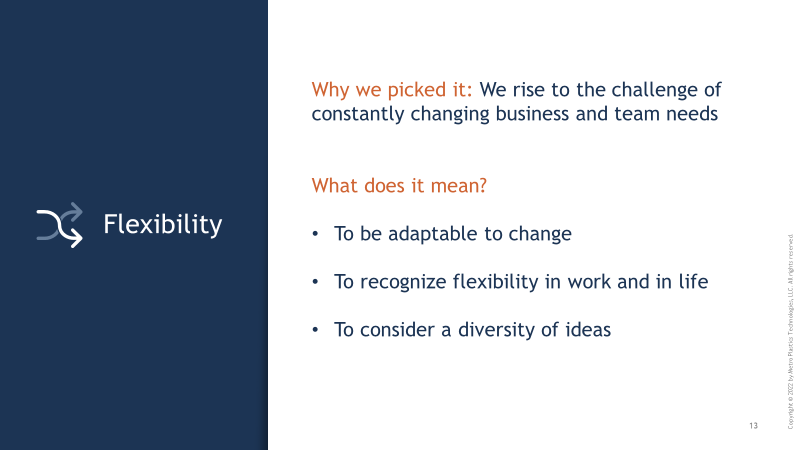 Flexibility
Why we picked it: We rise to the challenge of
constantly changing business and team needs
What does it mean?
• To be adaptable to change
• To recognize flexibility in work and in life
• To consider a diversity of ideas
13
Copyright © 2022 by Metro Plastics Technologies, LLC. All rights reserved.